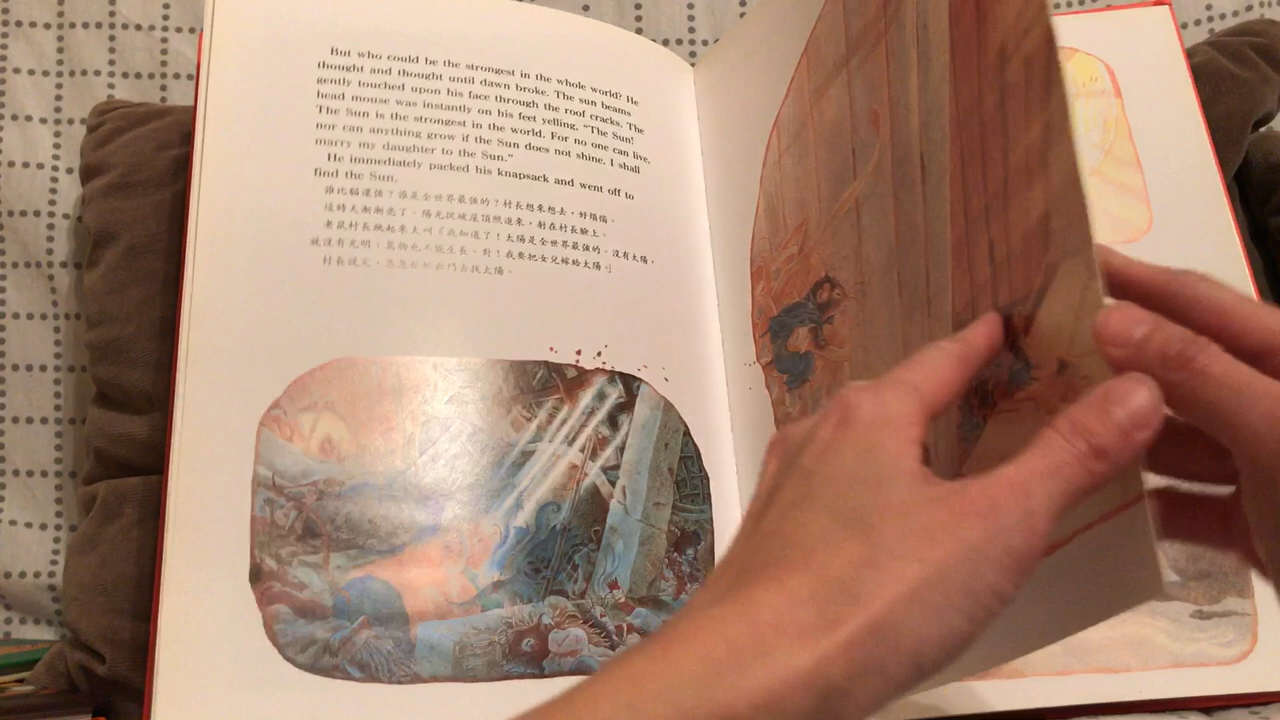 But who could be the strongest in the whole world? He
thought and thought until dawn broke. The sun beams
gently touched upon his face through the roof cracks. The
head mouse was instantly on his feet yelling, "The Sun!
The Sun is the strongest in the world. For no one can live,
nor can anything grow if the Sun does not shine. I shall
marry my daughter to the Sun."
He immediately packed his knapsack and went off to
find the Sun.
誰比貓還強？誰是全世界最強的？村長想來想去，好煩惱。
這時天漸漸亮了。陽光從破屋頂照進來，射在村長臉上。
老鼠村長跳起來大叫「我知道了！太陽是全世界最強的。沒有太陽，
就沒有光明；萬物也不能生長。對！我要把女兒嫁給太陽。」
村長說完，急急忙忙出門去找太陽。